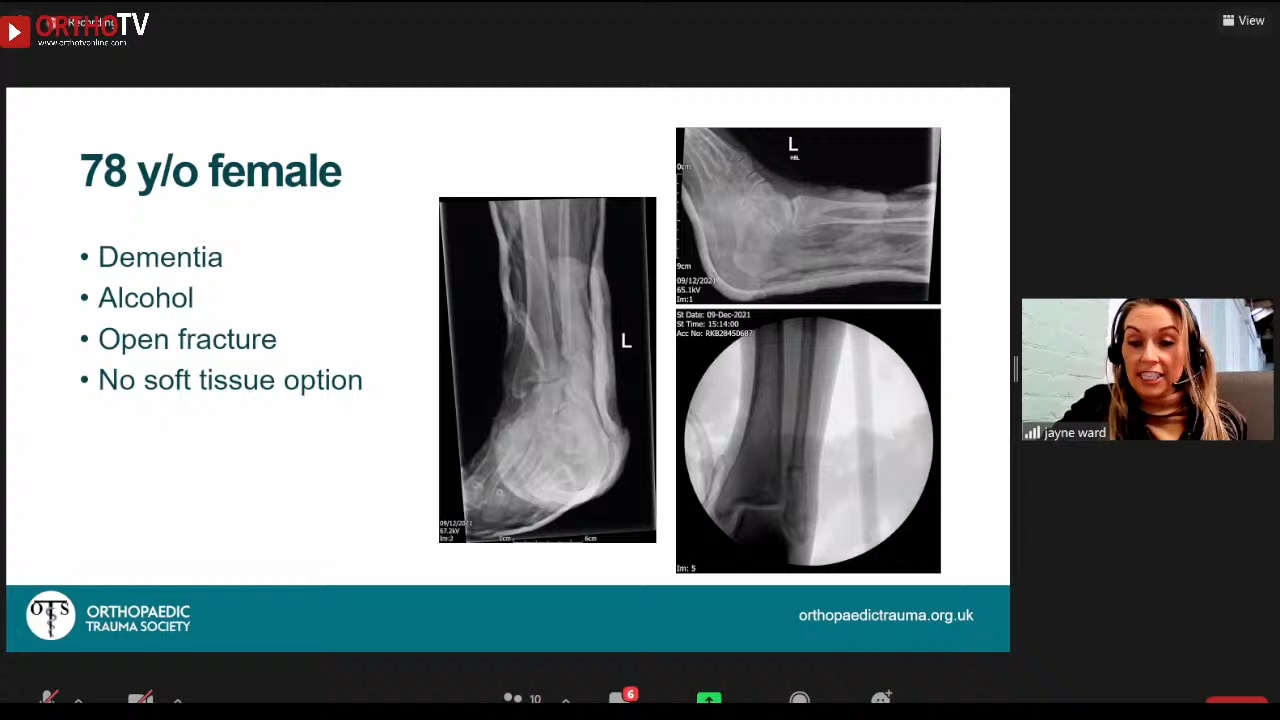 Recording
ORTHOTV
www.orthotvonline.com
View
78 y/o female
• Dementia
• Alcohol
• Open fracture
• No soft tissue option
L
09/12/2021
67.2kV
Im:2
6cm
L
HBL
0cm
9cm
09/12/2021
65.1kV
Im:1
St Date: 09-Dec-2021
St Time: 15:14:00
Acc No: RKB28450687
Im: 5
jayne ward
OTS
ORTHOPAEDIC
TRAUMA SOCIETY
orthopaedictrauma.org.uk
10
6